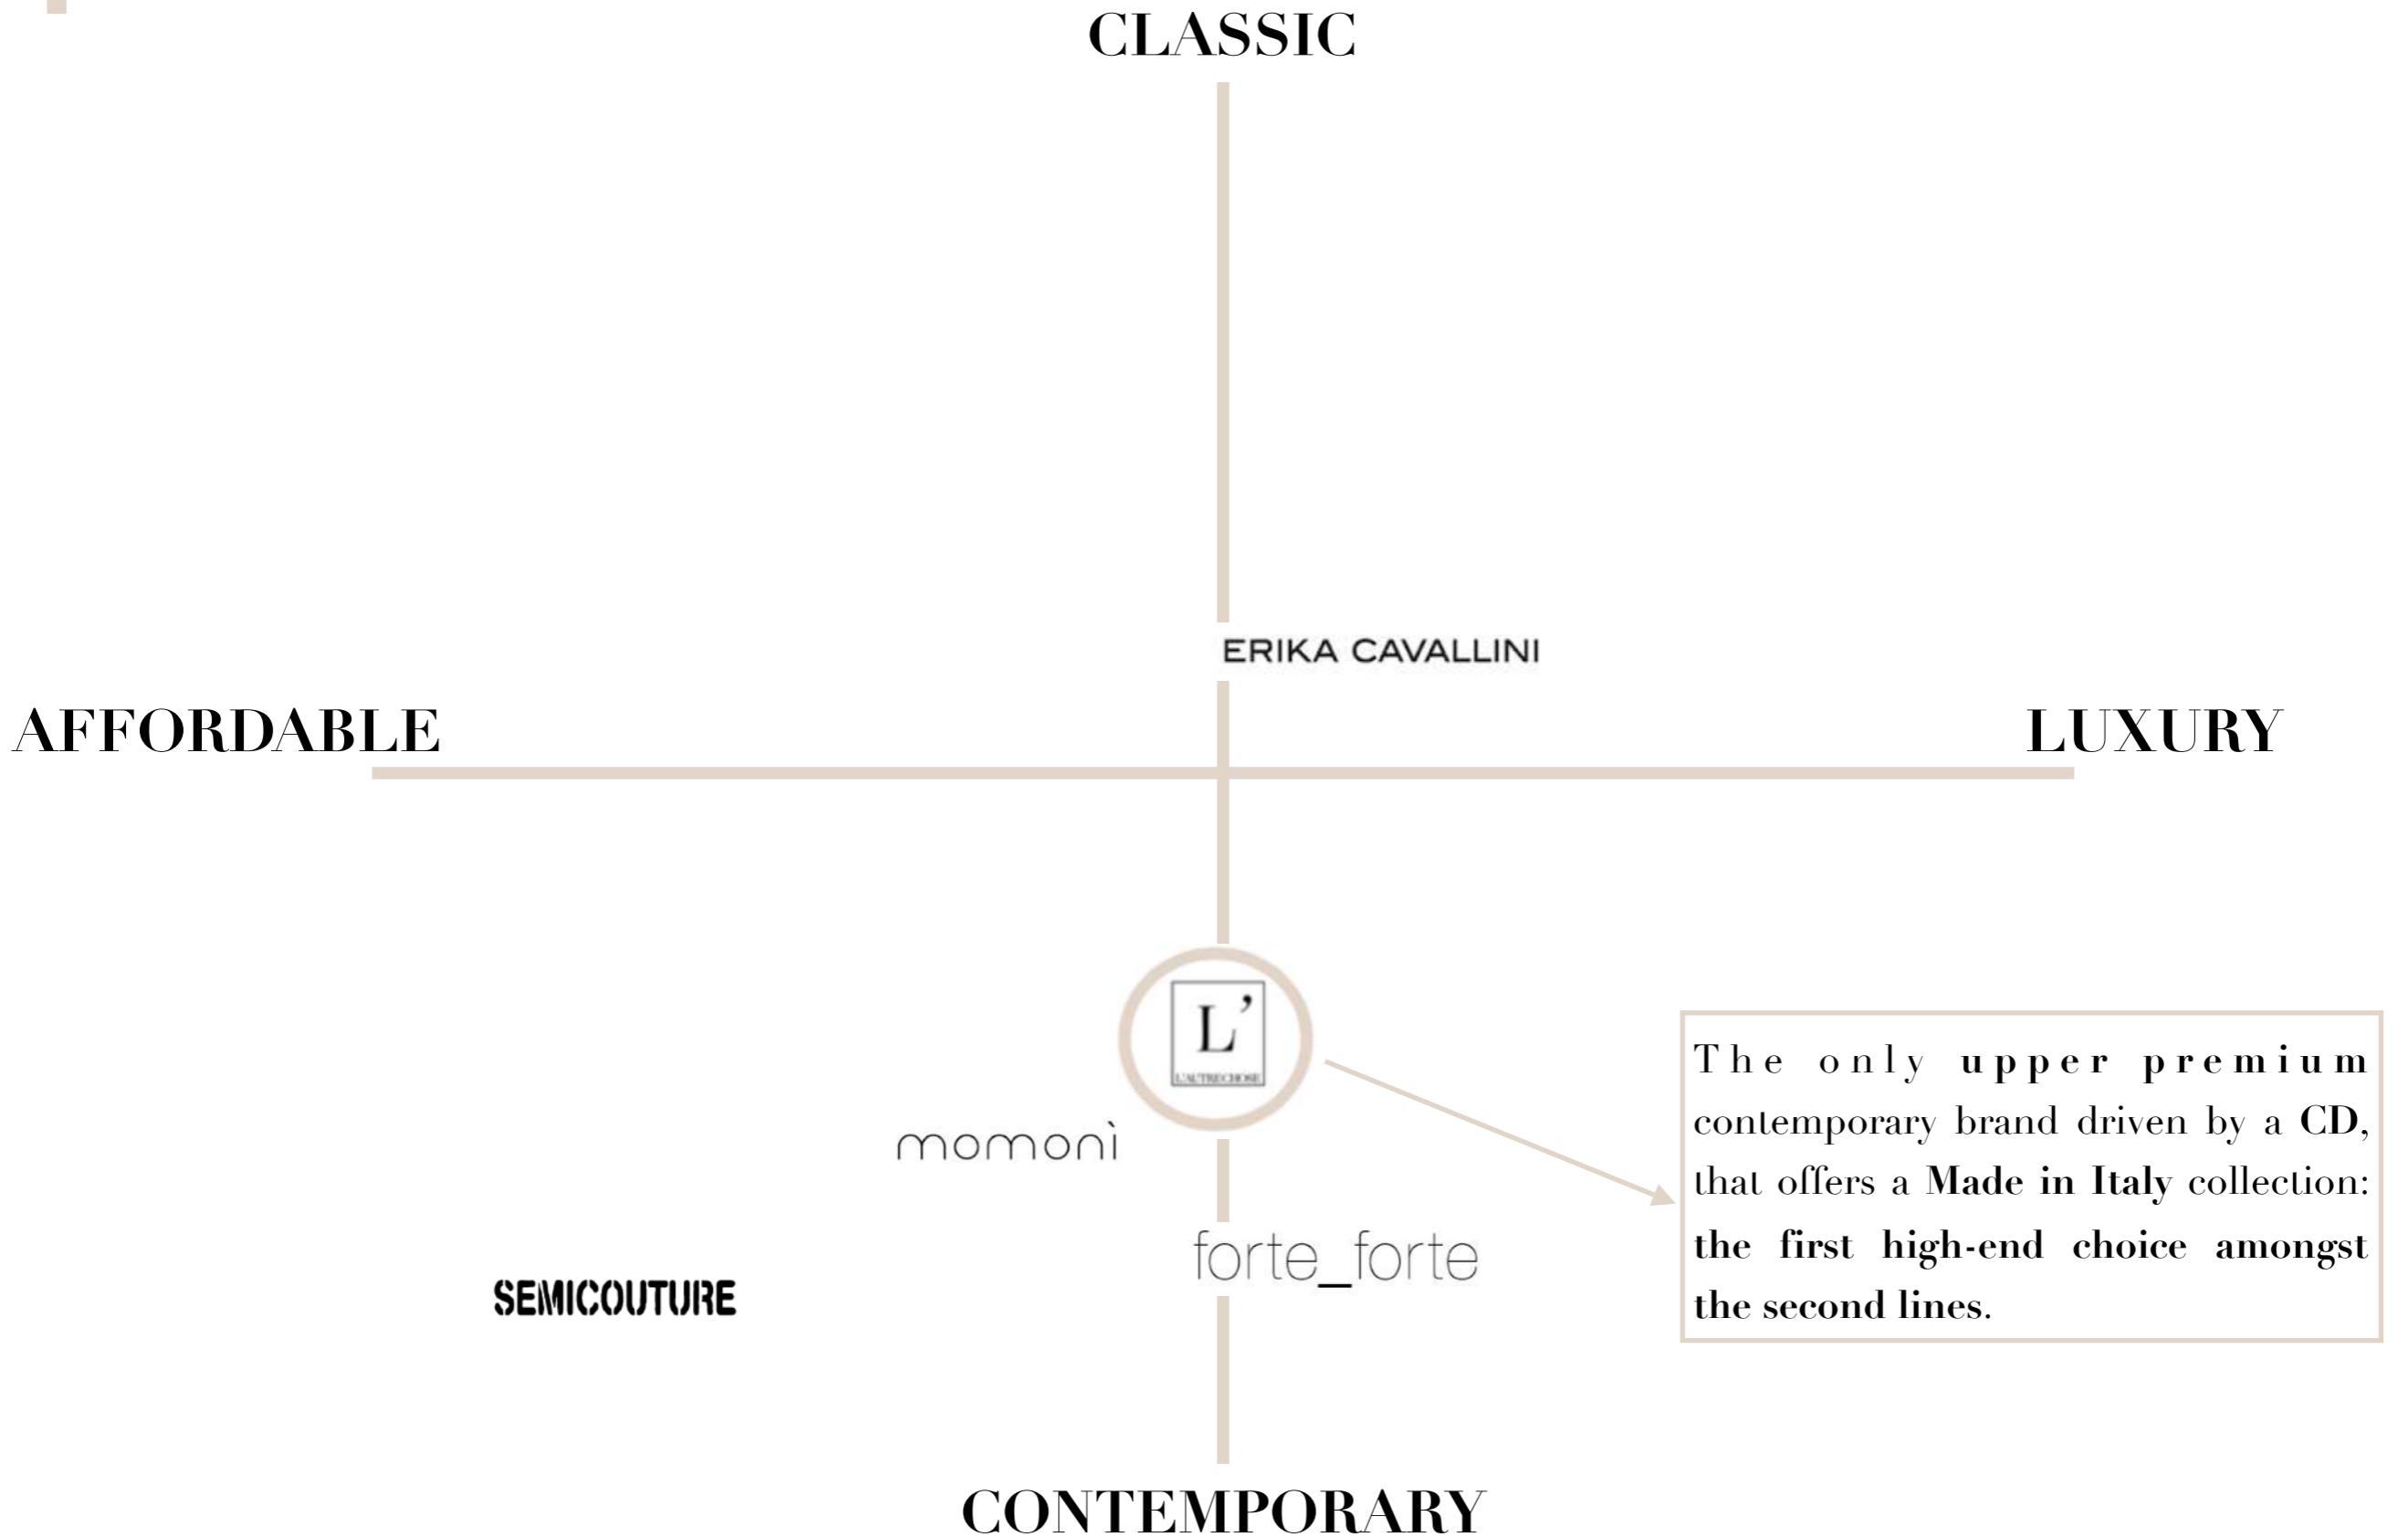 CLASSIC
ERIKA CAVALLINI
AFFORDABLE
LUXURY
L’
L'AUTRECHOSE
The only upper premium
contemporary brand driven by a CD,
that offers a Made in Italy collection:
the first high-end choice amongst
the second lines.
momonì
forte_forte
SEMICOUTURE
CONTEMPORARY